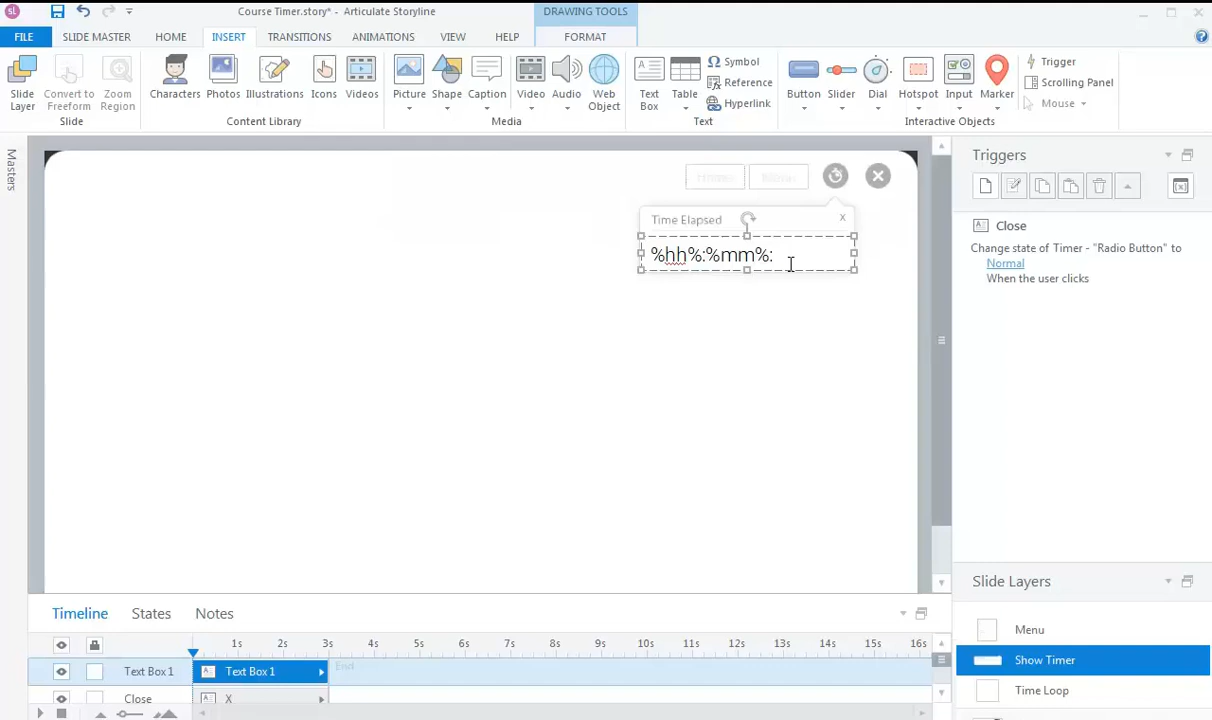 Course Timer.story* - Articulate Storyline
DRAWING TOOLS
FILE
SLIDE MASTER
HOME
INSERT
TRANSITIONS
ANIMATIONS
VIEW
HELP
FORMAT
Slide Layer
Convert to Freeform
Zoom Region
Characters
Photos
Illustrations
Icons
Videos
Picture
Shape
Caption
Video
Audio
Web Object
Text Box
Table
Symbol
Reference
Hyperlink
Button
Slider
Dial
Hotspot
Input
Marker
Trigger
Scrolling Panel
Mouse
Slide
Content Library
Media
Text
Interactive Objects
Masters
Time Elapsed
X
%hh%:%mm%:
Triggers
Close
Change state of Timer - "Radio Button" to
Normal
When the user clicks
Slide Layers
Menu
Show Timer
Time Loop
Timeline
States
Notes
1s 2s 3s 4s 5s 6s 7s 8s 9s 10s 11s 12s 13s 14s 15s 16s
Text Box 1
Text Box 1
End
Close
X